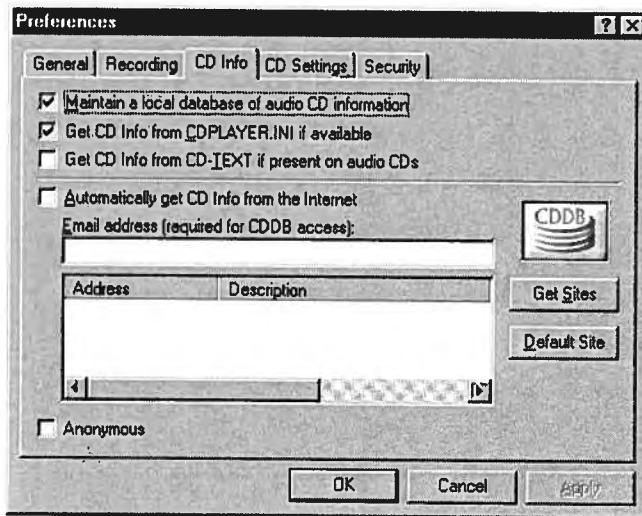 Preferences
General Recording CD Info CD Settings Security
Maintain a local database of audio CD information
Get CD Info from CDPLAYER.INI if available
Get CD Info from CD-TEXT if present on audio CDs
Automatically get CD Info from the Internet
Email address (required for CDDB access):
CDDB
Address Description
Get Sites
Default Site
Anonymous
OK Cancel Apply